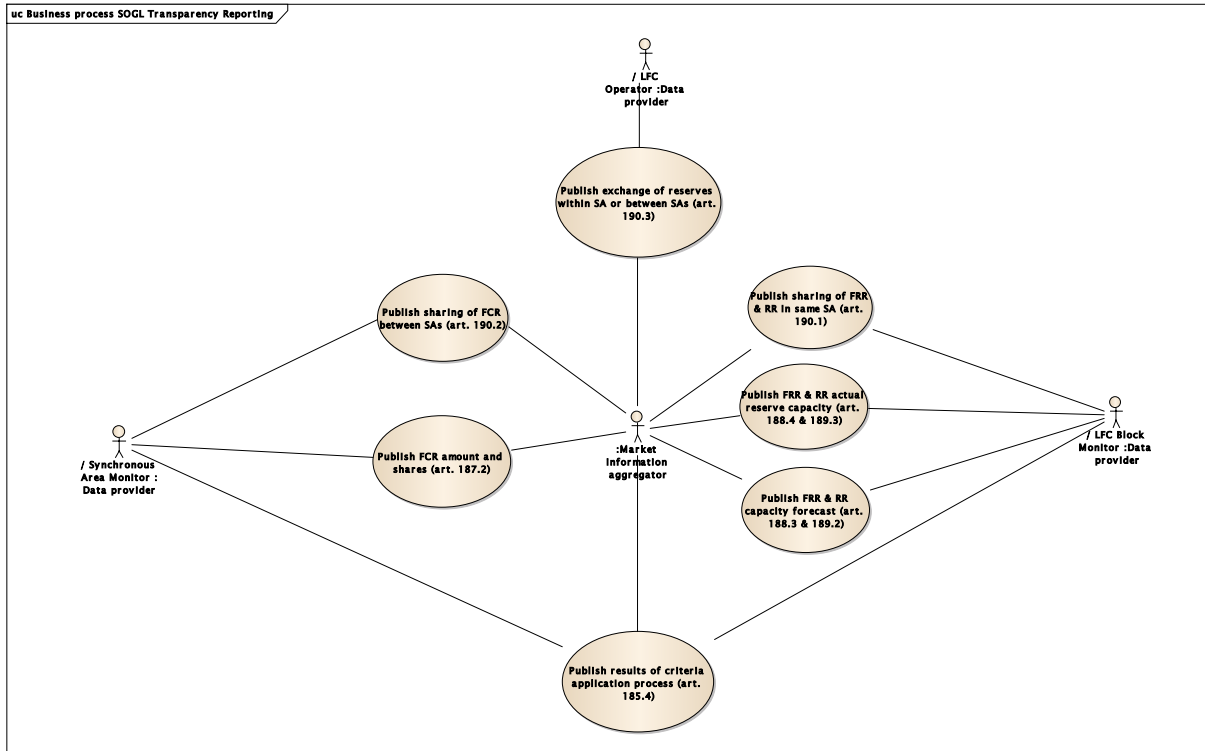 uc Business process SOGL Transparency Reporting
/ LFC
Operator :Data
provider
Publish exchange of reserves
within SA or between SAs (art.
190.3)
Publish sharing of FCR
between SAs (art. 190.2)
Publish sharing of FRR
& RR in same SA (art.
190.1)
Publish FRR & RR actual
reserve capacity (art.
188.4 & 189.3)
/ Synchronous
Area Monitor :
Data provider
Publish FCR amount and
shares (art. 187.2)
:Market
Information
aggregator
/ LFC Block
Monitor :Data
provider
Publish FRR & RR
capacity forecast (art.
188.3 & 189.2)
Publish results of criteria
application process (art.
185.4)